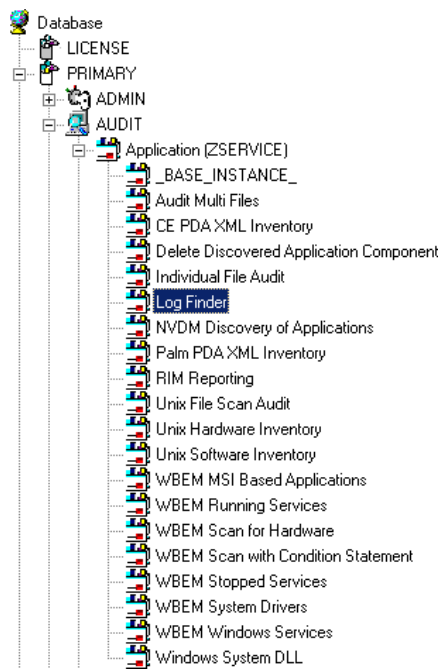 Database
LICENSE
PRIMARY
ADMIN
AUDIT
Application (ZSERVICE)
_BASE_INSTANCE_
Audit Multi Files
CE PDA XML Inventory
Delete Discovered Application Component
Individual File Audit
Log Finder
NVDM Discovery of Applications
Palm PDA XML Inventory
RIM Reporting
Unix File Scan Audit
Unix Hardware Inventory
Unix Software Inventory
WBEM MSI Based Applications
WBEM Running Services
WBEM Scan for Hardware
WBEM Scan with Condition Statement
WBEM Stopped Services
WBEM System Drivers
WBEM Windows Services
Windows System DLL